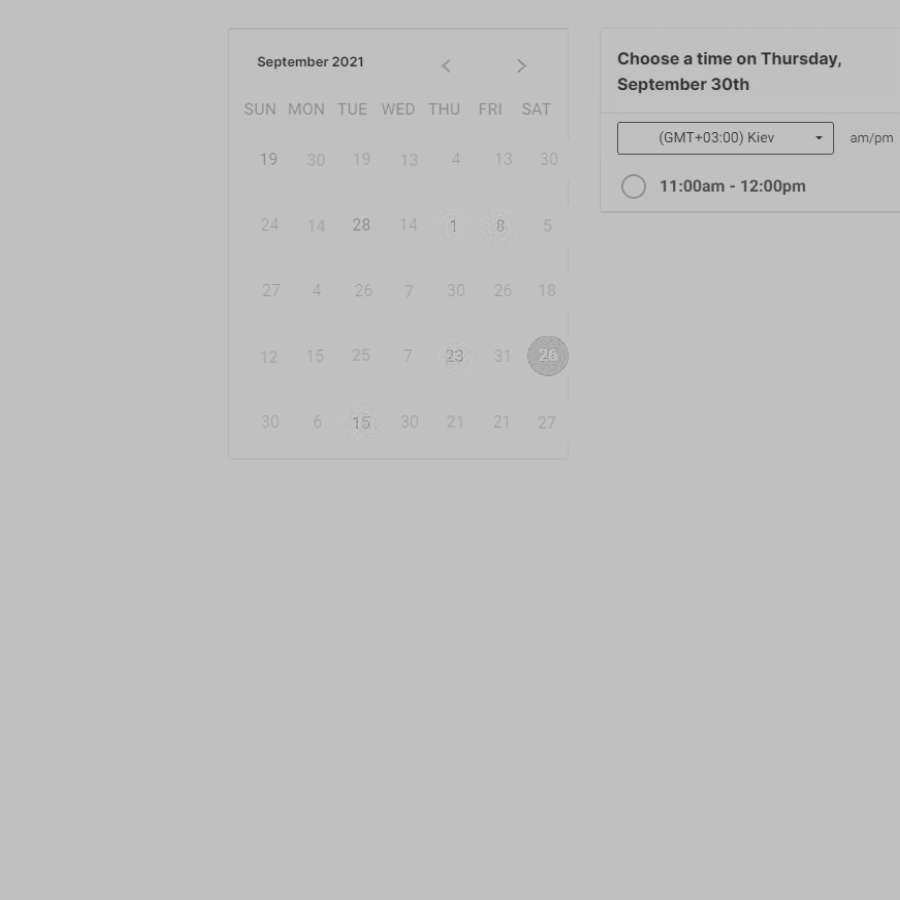 September 2021
SUN MON TUE WED THU FRI SAT
19 30 19 13 4 13 30
24 14 28 14 1 8 5
27 4 26 7 30 26 18
12 15 25 7 23 31 26
30 6 15 30 21 21 27
Choose a time on Thursday,
September 30th
(GMT+03:00) Kiev am/pm
11:00am - 12:00pm